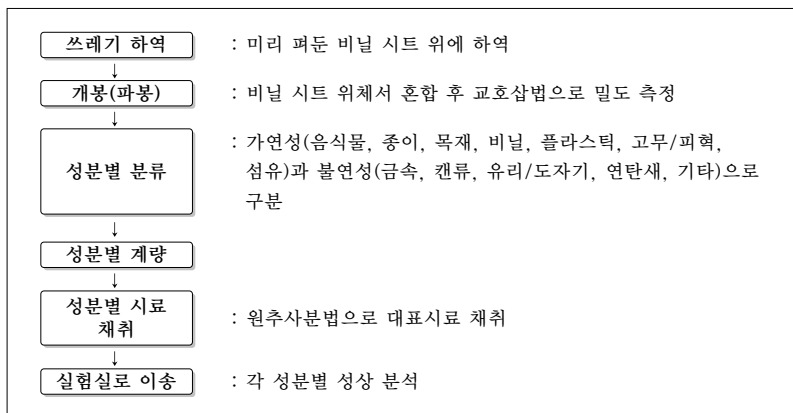 쓰레기 하역 : 미리 펴둔 비닐 시트 위에 하역
↓
개봉(파봉) : 비닐 시트 위체서 혼합 후 교호삽법으로 밀도 측정
↓
성분별 분류 : 가연성(음식물, 종이, 목재, 비닐, 플라스틱, 고무/피혁,
섬유)과 불연성(금속, 캔류, 유리/도자기, 연탄새, 기타)으로
구분
↓
성분별 계량
↓
성분별 시료
채취 : 원추사분법으로 대표시료 채취
↓
실험실로 이송 : 각 성분별 성상 분석